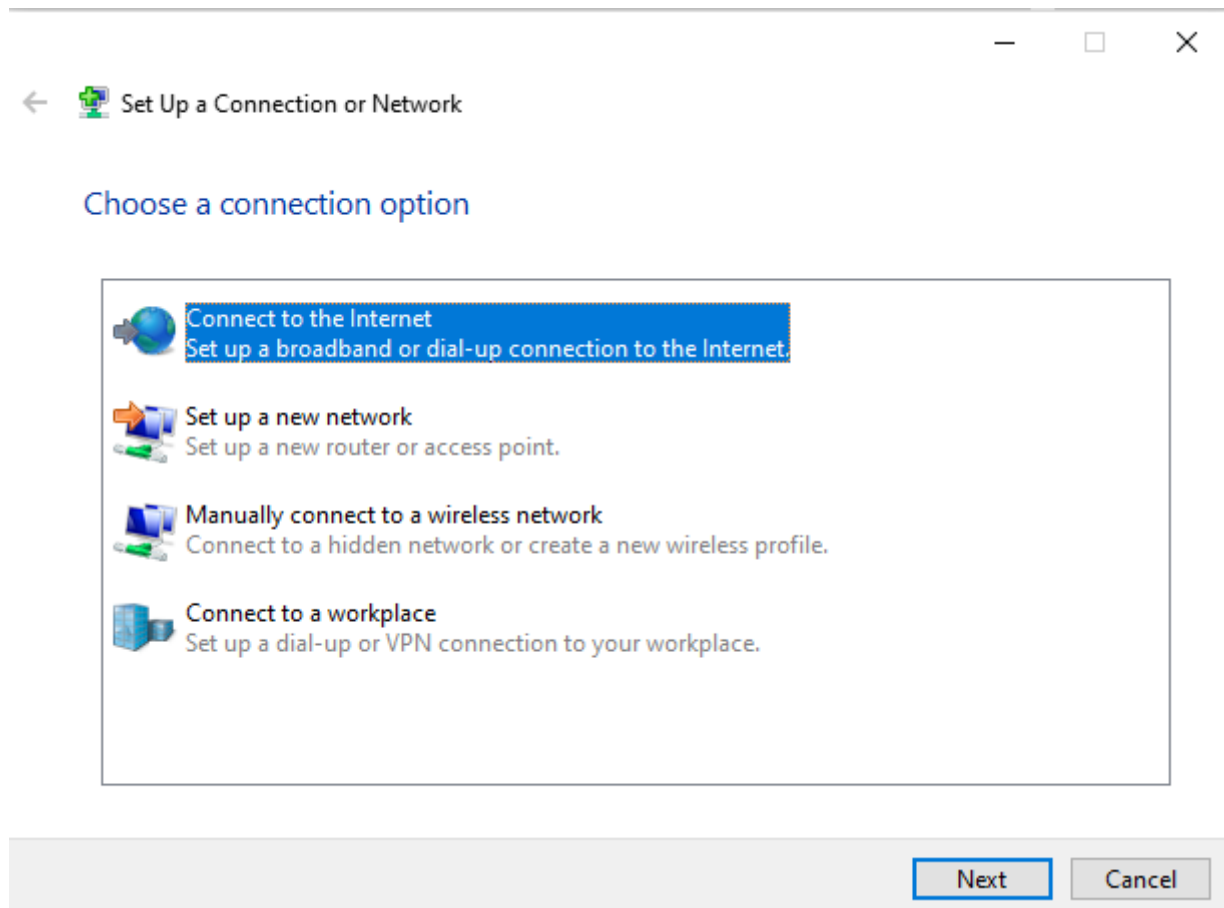 Set Up a Connection or Network
Choose a connection option
Connect to the Internet
Set up a broadband or dial-up connection to the Internet.
Set up a new network
Set up a new router or access point.
Manually connect to a wireless network
Connect to a hidden network or create a new wireless profile.
Connect to a workplace
Set up a dial-up or VPN connection to your workplace.
Next
Cancel